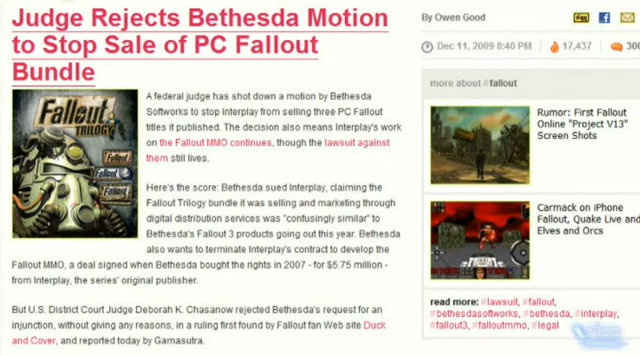 Judge Rejects Bethesda Motion
to Stop Sale of PC Fallout
Bundle
A federal judge has shot down a motion by Bethesda
Softworks to stop Interplay from selling three PC Fallout
titles it published. The decision also means Interplay's work
on the Fallout MMO continues, though the lawsuit against
them still lives.
Here's the score: Bethesda sued Interplay, claiming the
Fallout Trilogy bundle it was selling and marketing through
digital distribution services was "confusingly similar" to
Bethesda's Fallout 3 products going out this year. Bethesda
also wants to terminate Interplay's contract to develop the
Fallout MMO, a deal signed when Bethesda bought the rights in 2007 - for $5.75 million -
from Interplay, the series' original publisher.
But U.S. District Court Judge Deborah K. Chasanow rejected Bethesda's request for an
injunction, without giving any reasons, in a ruling first found by Fallout fan Web site Duck
and Cover, and reported today by Gamasutra.
Fallout
TRILOGY
By Owen Good
digg
f
Dec 11, 2009 8:40 PM
17,437
300
more about #fallout
Rumor: First Fallout
Online "Project V13"
Screen Shots
Carmack on iPhone
Fallout, Quake Live and
Elves and Orcs
read more: #lawsuit, #fallout,
#bethesdasoftworks, #bethesda, #interplay,
#fallout3, #falloutmmo, #legal